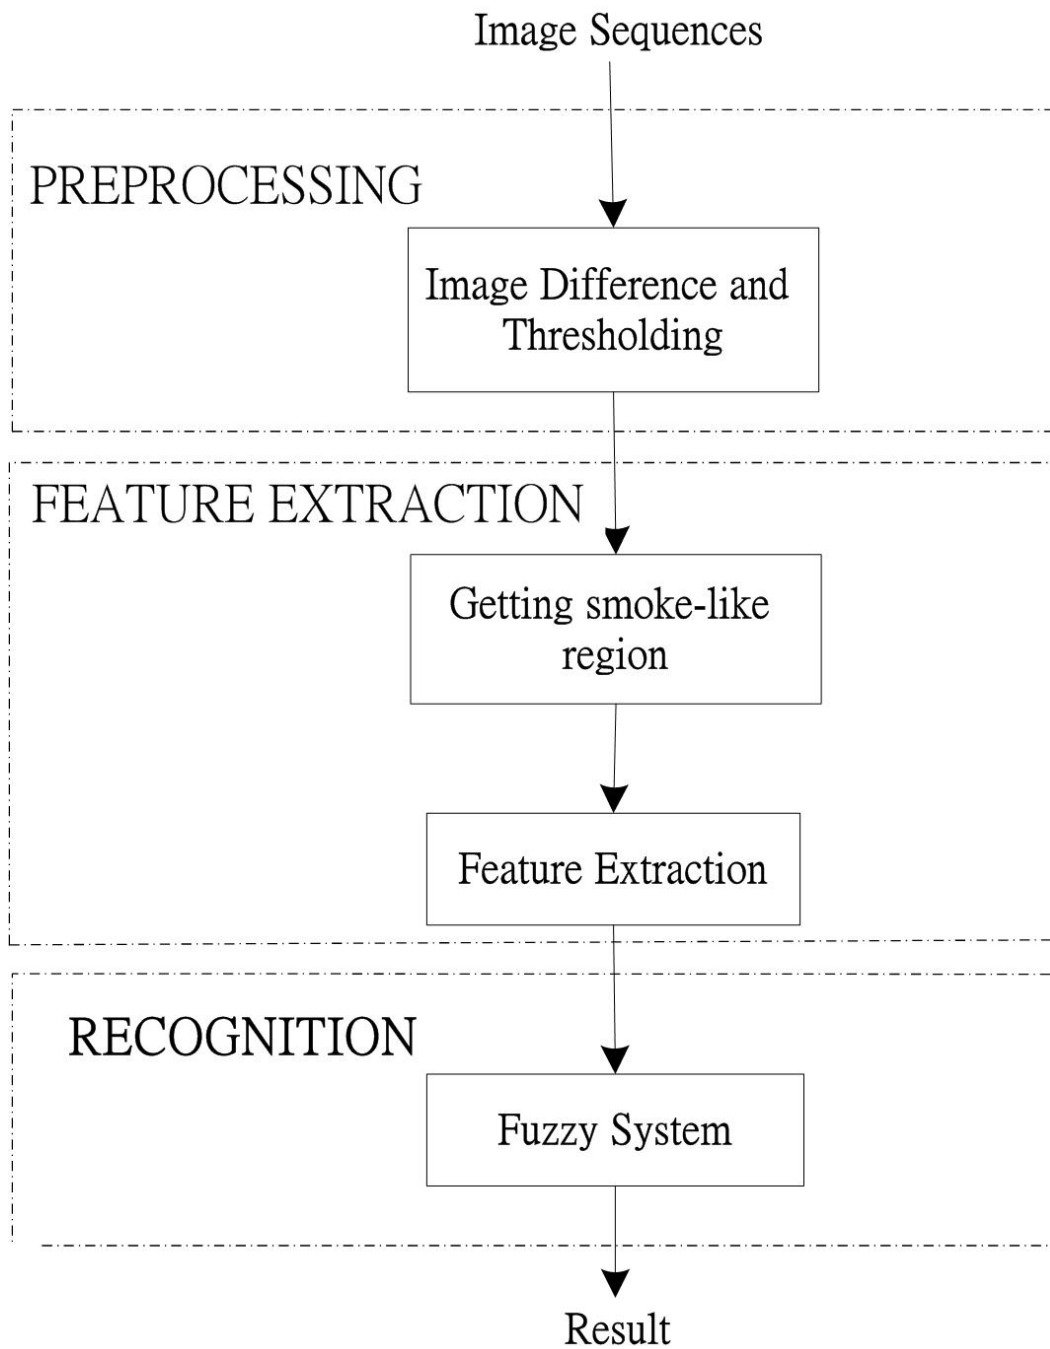 Image Sequences
PREPROCESSING
Image Difference and
Thresholding
FEATURE EXTRACTION
Getting smoke-like
region
Feature Extraction
RECOGNITION
Fuzzy System
Result